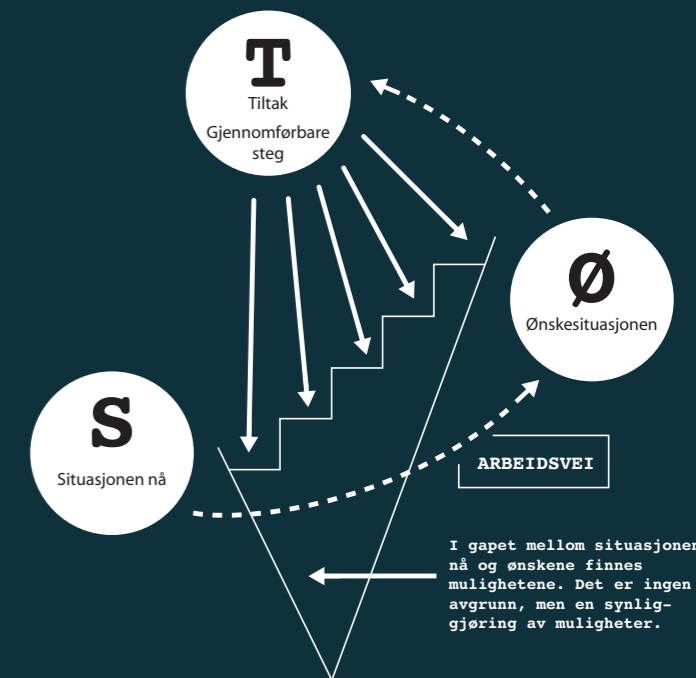 T
Tiltak
Gjennomførbare
steg
Ø
Ønskesituasjonen
S
Situasjonen nå
ARBEIDSVEI
I gapet mellom situasjonen
nå og ønskene finnes
mulighetene. Det er ingen
avgrunn, men en synlig-
gjøring av muligheter.